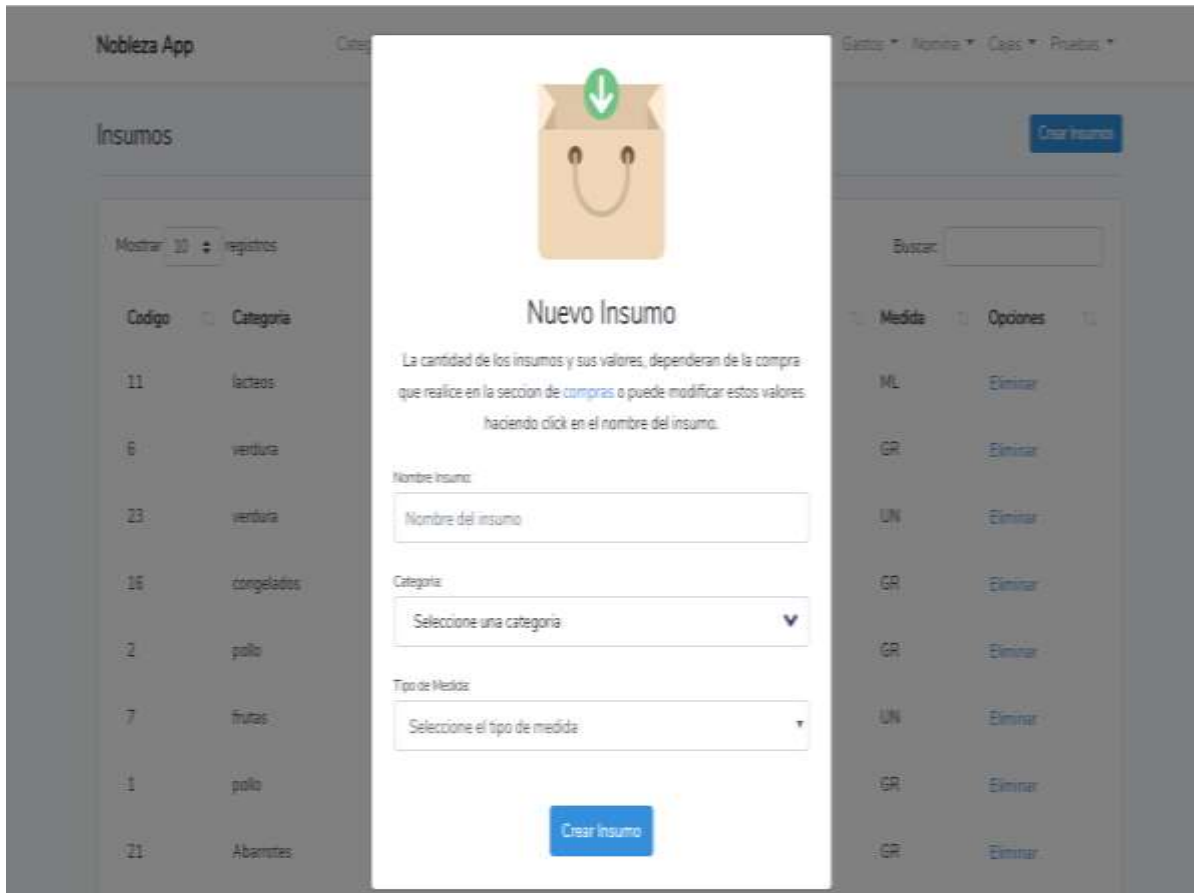 Nobleza App
Gastos Nomina Cajas Pruebas
Insumos
Crear Insumos
Mostrar 10 registros
Buscar:
Codigo Categoria Medida Opciones
11 lacteos ML Eliminar
6 verdura GR Eliminar
23 verdura UN Eliminar
16 congelados GR Eliminar
2 pollo GR Eliminar
7 frutas UN Eliminar
1 pollo GR Eliminar
21 Abarrotes GR Eliminar
Nuevo Insumo
La cantidad de los insumos y sus valores, dependeran de la compra
que realice en la seccion de compras o puede modificar estos valores
haciendo click en el nombre del insumo.
Nombre Insumo:
Nombre del insumo
Categoria:
Seleccione una categoria
Tipo de Medida:
Seleccione el tipo de medida
Crear Insumo